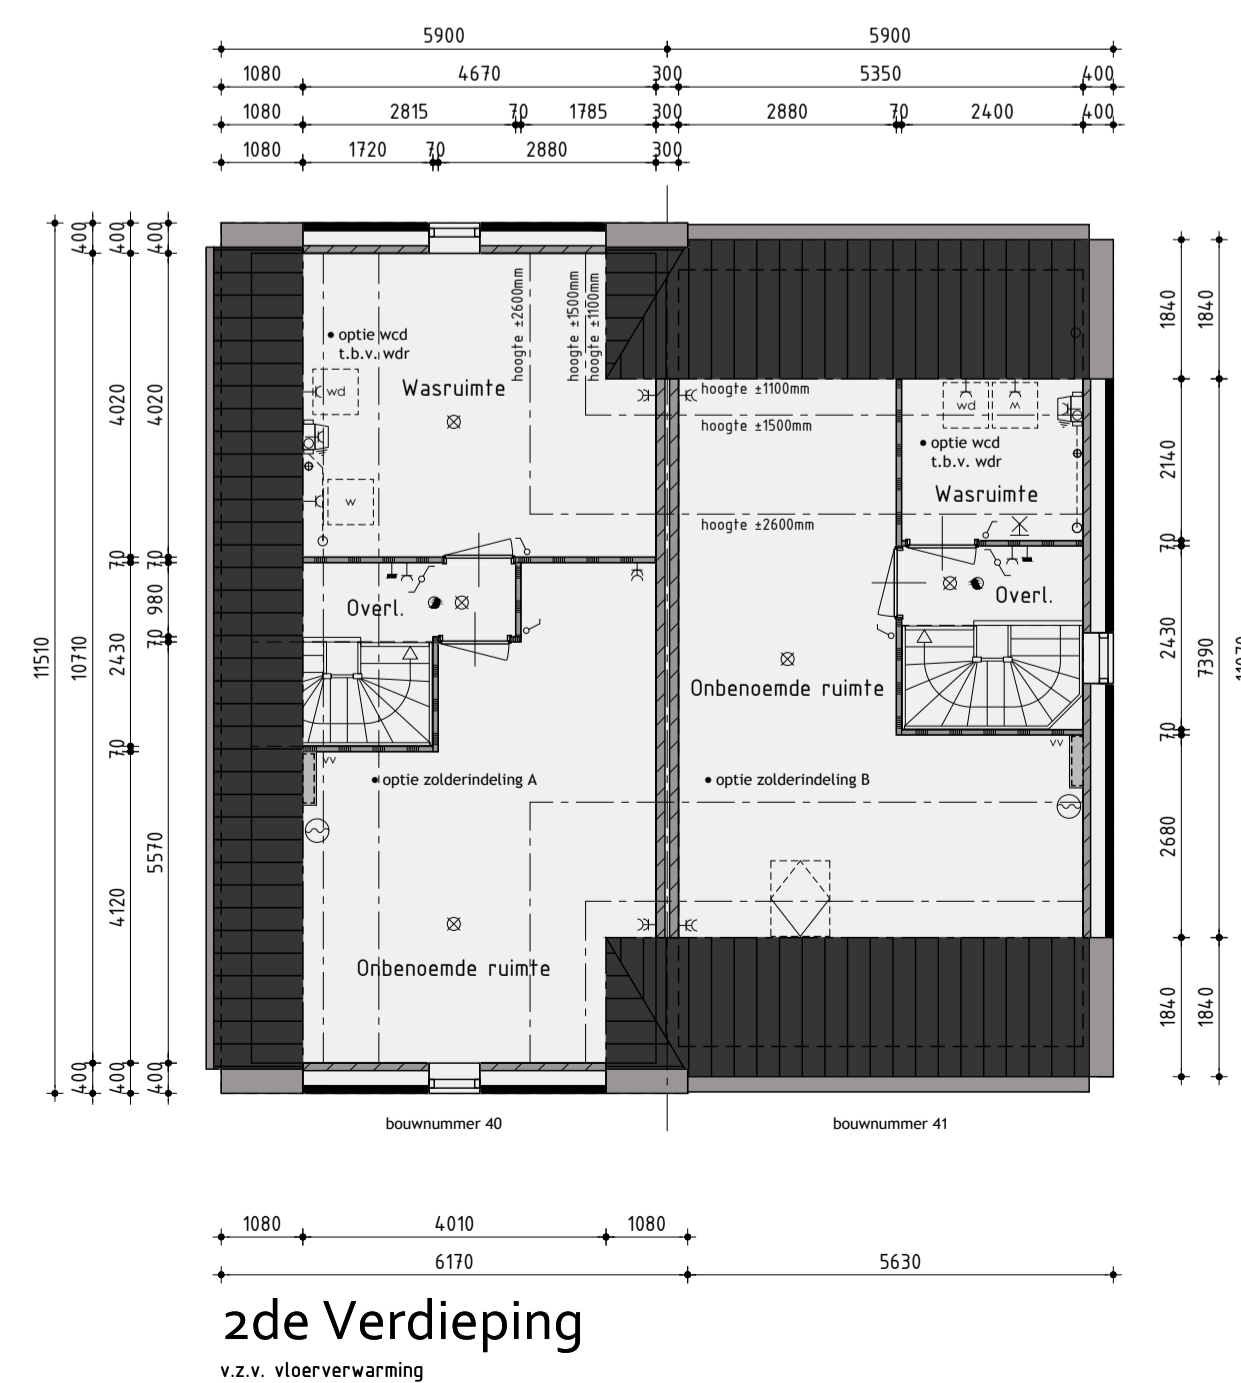 5900 5900
1080 4670 300 5350 400
1080 2815 70 1785 300 2880 70 2400 400
1080 1720 70 2880 300
11510
10710
400 4020 70 2430 70 4120 400
400 4020 70 980 70 5570 400
hoogte ±2600mm
hoogte ±1500mm
hoogte ±1100mm
• optie wcd
t.b.v. wdr
wd
Wasruimte
w
Overl.
vv
• optie zolderindeling A
Onbenoemde ruimte
hoogte ±1100mm
hoogte ±1500mm
wd
• optie wcd
t.b.v. wdr
Wasruimte
hoogte ±2600mm
Overl.
Onbenoemde ruimte
vv
• optie zolderindeling B
1840 2140 70 2430 70 2680 1840
1840 7390 1840
bouwnummer 40 bouwnummer 41
1080 4010 1080
6170 5630
2de Verdieping
v.z.v. vloerverwarming